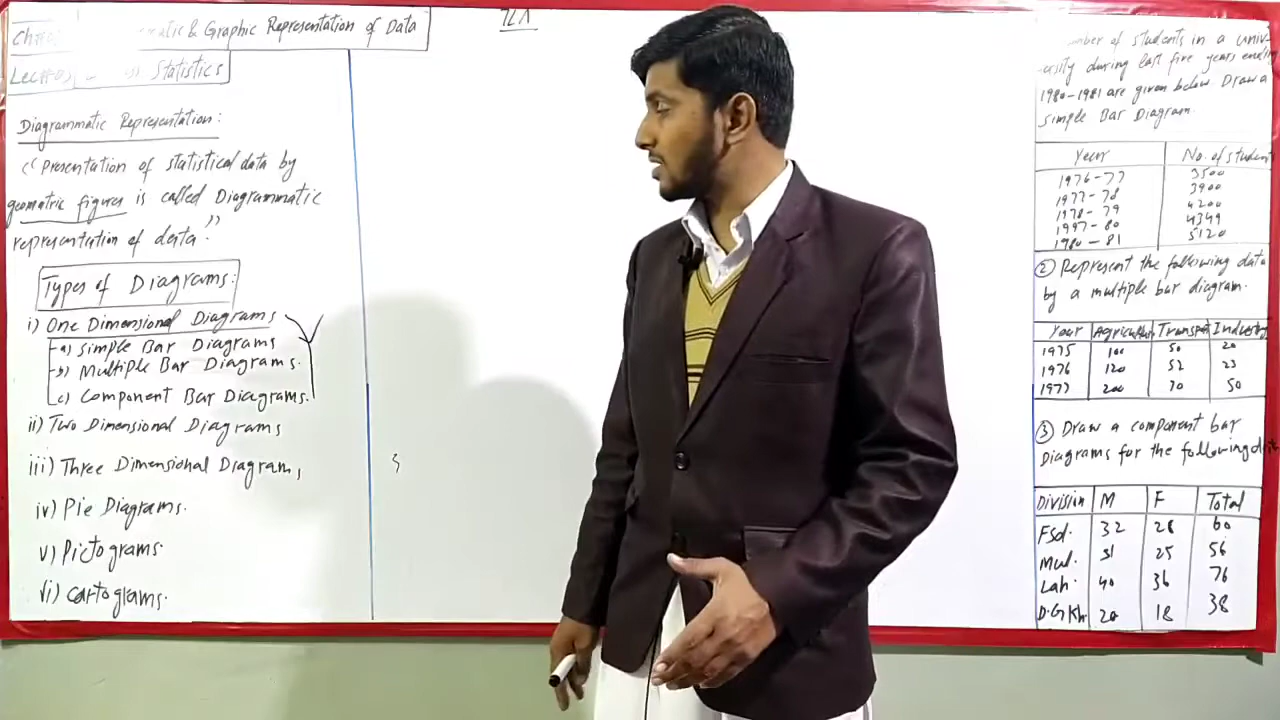 & Graphic Representation of Data
Statistics
Diagrammatic Representation:
"Presentation of statistical data by
geomatric figures is called Diagrammatic
representation of data."
Types of Diagrams:
i) One Dimensional Diagrams
a) Simple Bar Diagrams
b) Multiple Bar Diagrams.
c) Component Bar Diagrams.
ii) Two Dimensional Diagrams
iii) Three Dimensional Diagrams
iv) Pie Diagrams.
v) Pictograms.
vi) Cartograms.
of students in a
during last five years ending
1980-1981 are given below. Draw a
Simple Bar Diagram.
Year No. of student
1976-77 3500
1977-78 3900
1978-79 4200
1997-80 4349
1980-81 5120
② Represent the following data
by a multiple bar diagram.
Year
1975 100 50 20
1976 120 52 23
1977 200 70 50
③ Draw a component bar
Diagrams for the following
Division M F Total
Fsd. 32 28 60
Mul. 31 25 56
Lah. 40 36 76
D.G Kh 20 18 38